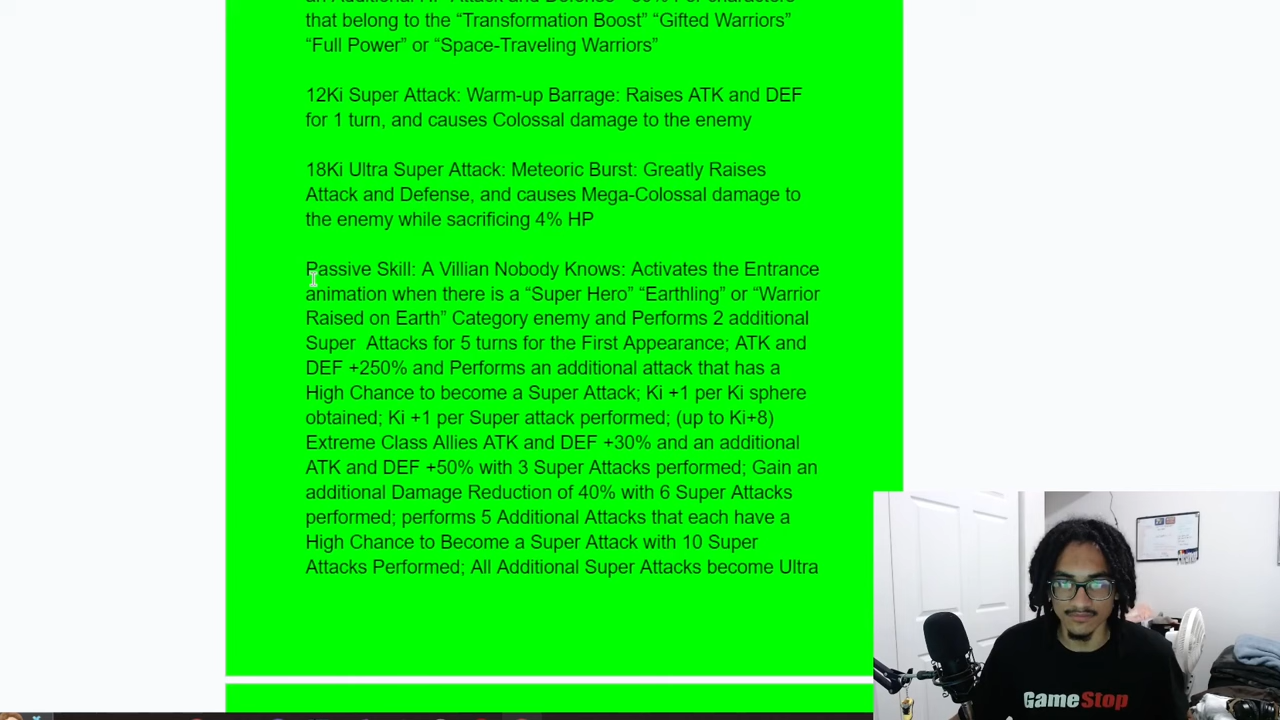 that belong to the “Transformation Boost” “Gifted Warriors”
“Full Power” or “Space-Traveling Warriors”
12Ki Super Attack: Warm-up Barrage: Raises ATK and DEF
for 1 turn, and causes Colossal damage to the enemy
18Ki Ultra Super Attack: Meteoric Burst: Greatly Raises
Attack and Defense, and causes Mega-Colossal damage to
the enemy while sacrificing 4% HP
Passive Skill: A Villian Nobody Knows: Activates the Entrance
animation when there is a “Super Hero” “Earthling” or “Warrior
Raised on Earth” Category enemy and Performs 2 additional
Super Attacks for 5 turns for the First Appearance; ATK and
DEF +250% and Performs an additional attack that has a
High Chance to become a Super Attack; Ki +1 per Ki sphere
obtained; Ki +1 per Super attack performed; (up to Ki+8)
Extreme Class Allies ATK and DEF +30% and an additional
ATK and DEF +50% with 3 Super Attacks performed; Gain an
additional Damage Reduction of 40% with 6 Super Attacks
performed; performs 5 Additional Attacks that each have a
High Chance to Become a Super Attack with 10 Super
Attacks Performed; All Additional Super Attacks become Ultra
GameStop